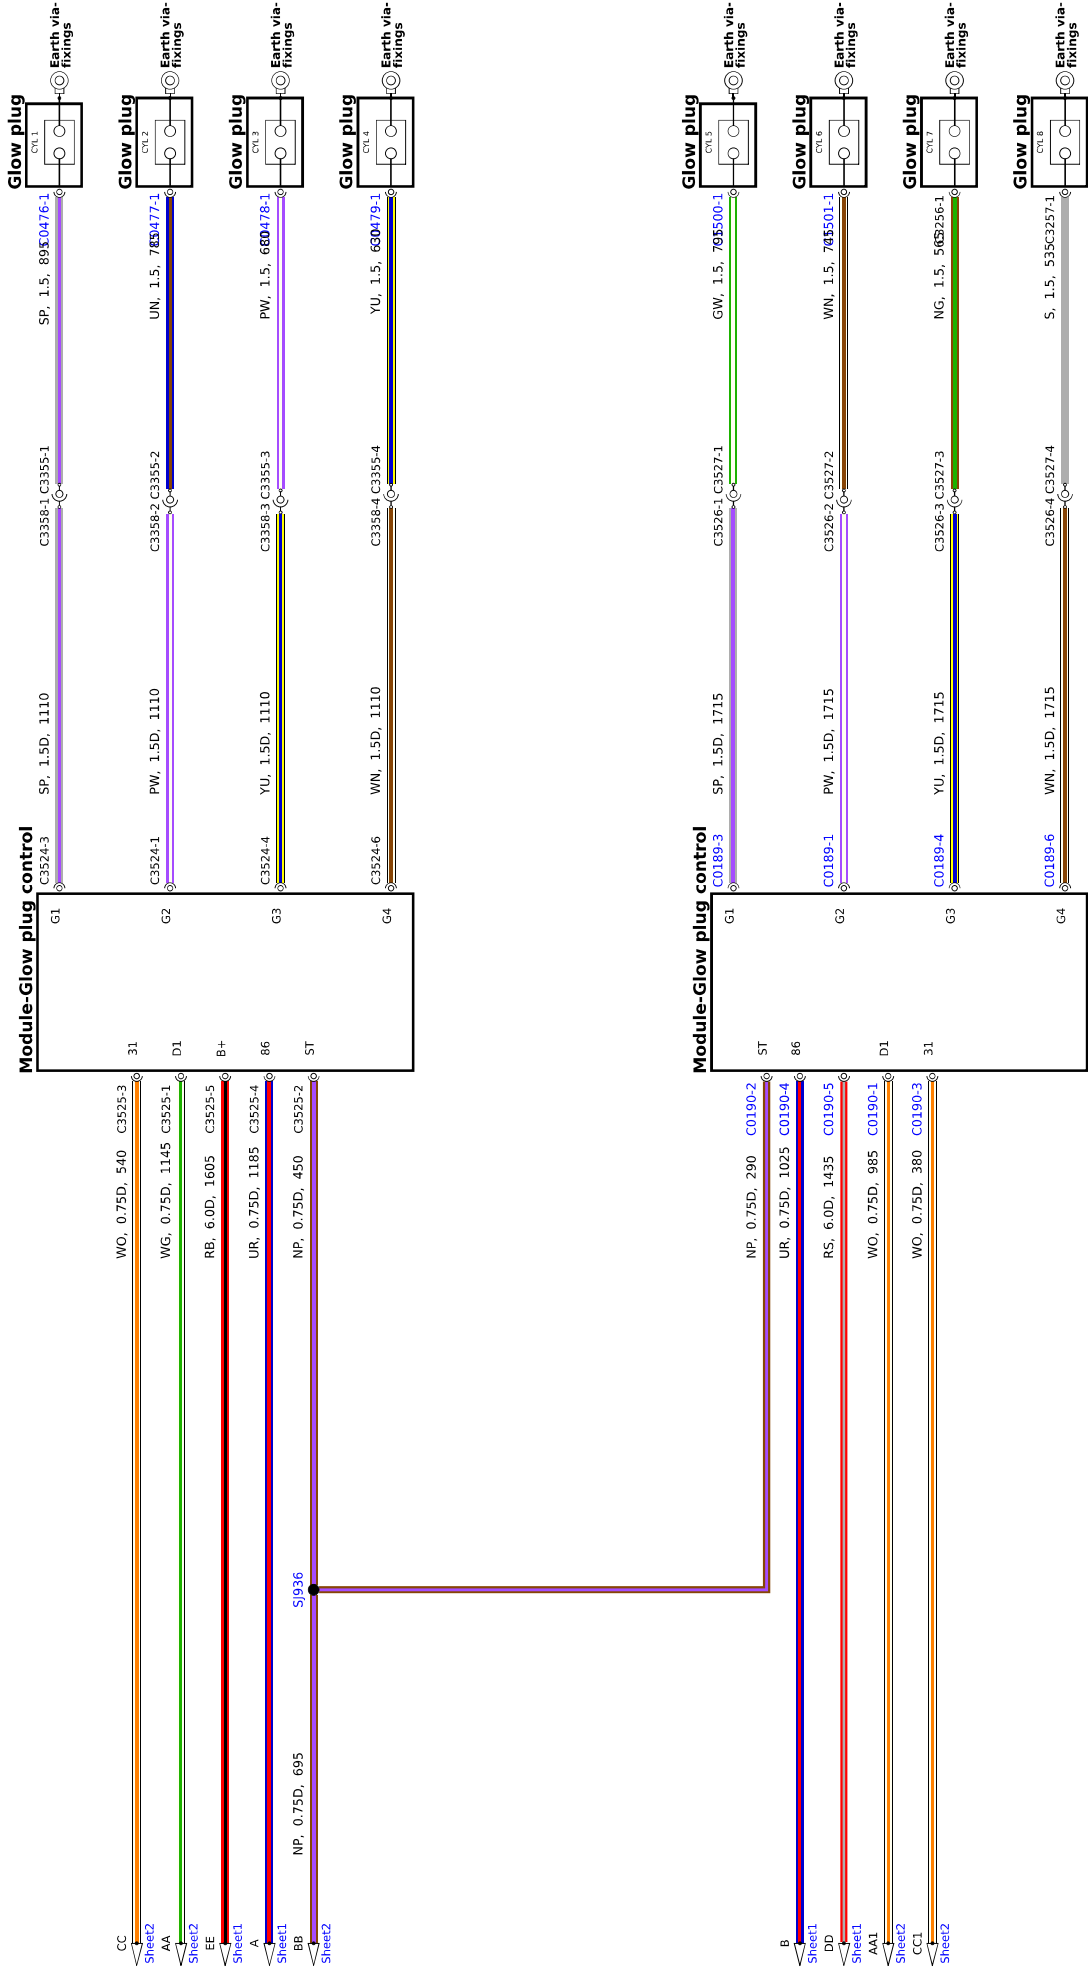 Earth via-
fixings
Earth via-
fixings
Earth via-
fixings
Earth via-
fixings
Earth via-
fixings
Earth via-
fixings
Earth via-
fixings
Earth via-
fixings
Glow plug
CYL 1
Glow plug
CYL 2
Glow plug
CYL 3
Glow plug
CYL 4
Glow plug
CYL 5
Glow plug
CYL 6
Glow plug
CYL 7
Glow plug
CYL 8
C0476-1
SP, 1.5, 895
C0477-1
UN, 1.5, 785
C0478-1
PW, 1.5, 680
C0479-1
YU, 1.5, 630
C1500-1
GW, 1.5, 795
C1501-1
WN, 1.5, 745
C3256-1
NG, 1.5, 565
C3257-1
S, 1.5, 535
C3355-1
C3355-2
C3355-3
C3355-4
C3527-1
C3527-2
C3527-3
C3527-4
C3358-1
C3358-2
C3358-3
C3358-4
C3526-1
C3526-2
C3526-3
C3526-4
SP, 1.5D, 1110
PW, 1.5D, 1110
YU, 1.5D, 1110
WN, 1.5D, 1110
SP, 1.5D, 1715
PW, 1.5D, 1715
YU, 1.5D, 1715
WN, 1.5D, 1715
C3524-3
C3524-1
C3524-4
C3524-6
C0189-3
C0189-1
C0189-4
C0189-6
Module-Glow plug control
G1
G2
G3
G4
31
D1
B+
86
ST
Module-Glow plug control
G1
G2
G3
G4
ST
86
D1
31
C3525-3
C3525-1
C3525-5
C3525-4
C3525-2
C0190-2
C0190-4
C0190-5
C0190-1
C0190-3
WO, 0.75D, 540
WG, 0.75D, 1145
RB, 6.0D, 1605
UR, 0.75D, 1185
NP, 0.75D, 450
NP, 0.75D, 290
UR, 0.75D, 1025
RS, 6.0D, 1435
WO, 0.75D, 985
WO, 0.75D, 380
SJ936
NP, 0.75D, 695
CC
Sheet2
AA
Sheet2
EE
Sheet1
A
Sheet1
BB
Sheet2
B
Sheet1
DD
Sheet1
AA1
Sheet2
CC1
Sheet2